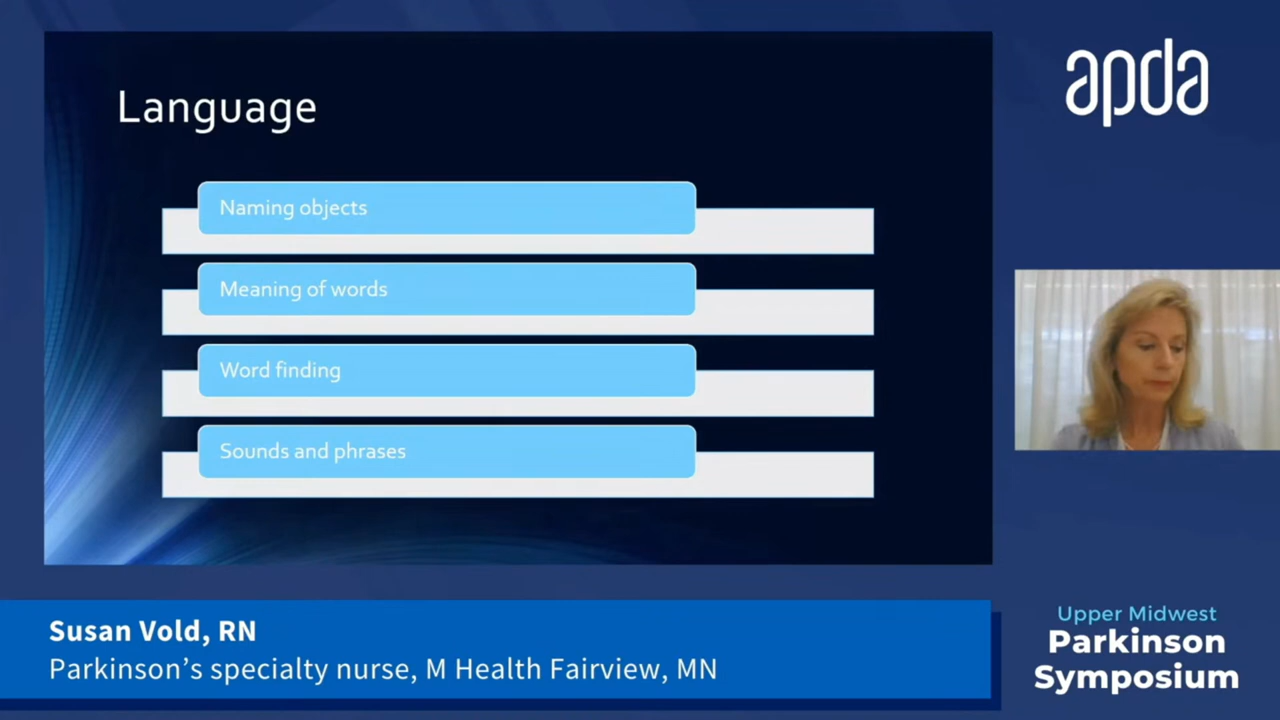 Language
Naming objects
Meaning of words
Word finding
Sounds and phrases
apda
Susan Vold, RN
Parkinson’s specialty nurse, M Health Fairview, MN
Upper Midwest
Parkinson
Symposium